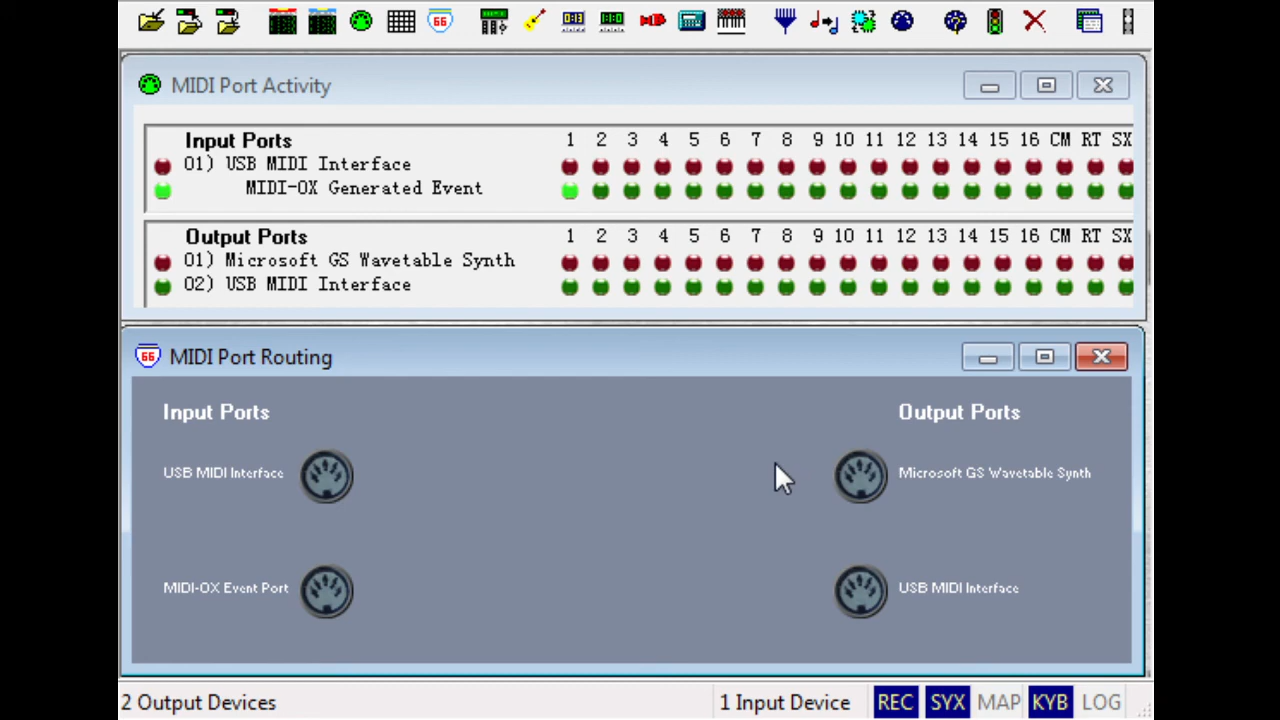 66
MIDI Port Activity
Input Ports 1 2 3 4 5 6 7 8 9 10 11 12 13 14 15 16 CM RT SX
01) USB MIDI Interface
MIDI-OX Generated Event
Output Ports 1 2 3 4 5 6 7 8 9 10 11 12 13 14 15 16 CM RT SX
01) Microsoft GS Wavetable Synth
02) USB MIDI Interface
66 MIDI Port Routing
Input Ports Output Ports
USB MIDI Interface Microsoft GS Wavetable Synth
MIDI-OX Event Port USB MIDI Interface
2 Output Devices 1 Input Device REC SYX MAP KYB LOG